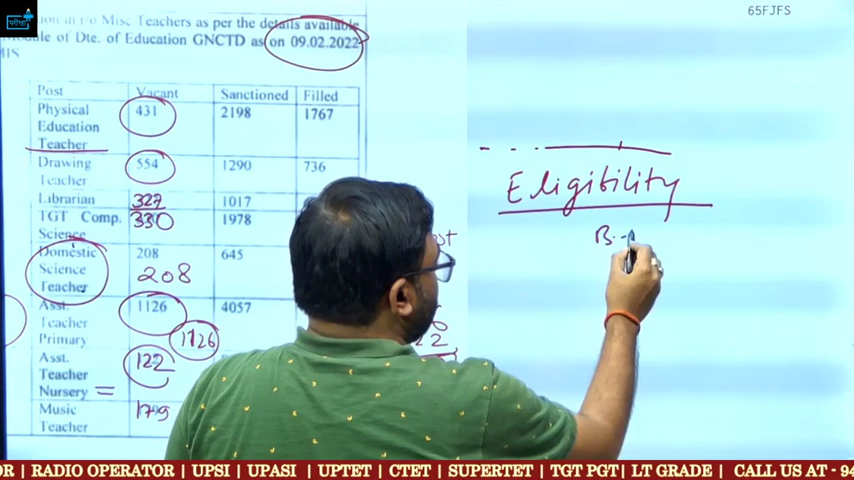 परीक्षा
65FJFS
ion in r/o Misc Teachers as per the details available
Module of Dte. of Education GNCTD as on 09.02.2022
MIS
Post Vacant Sanctioned Filled
Physical 431 2198 1767
Education
Teacher
Drawing 554 1290 736
Teacher
Librarian 327 1017
TGT Comp. 330 1978
Science
Domestic 208 645
Science 208
Teacher
Asst. 1126 4057
Teacher
Primary 1126
Asst. 122
Teacher
Nursery =
Music 179
Teacher
Eligibility
B.
OR | RADIO OPERATOR | UPSI | UPASI | UPTET | CTET | SUPERTET | TGT PGT | LT GRADE | CALL US AT - 94